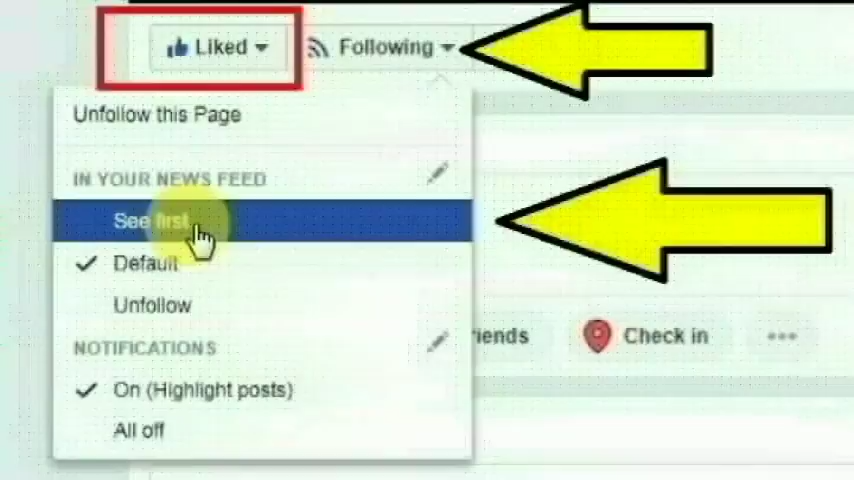 Liked Following
Unfollow this Page
IN YOUR NEWS FEED
See first
Default
Unfollow
riends Check in
NOTIFICATIONS
On (Highlight posts)
All off